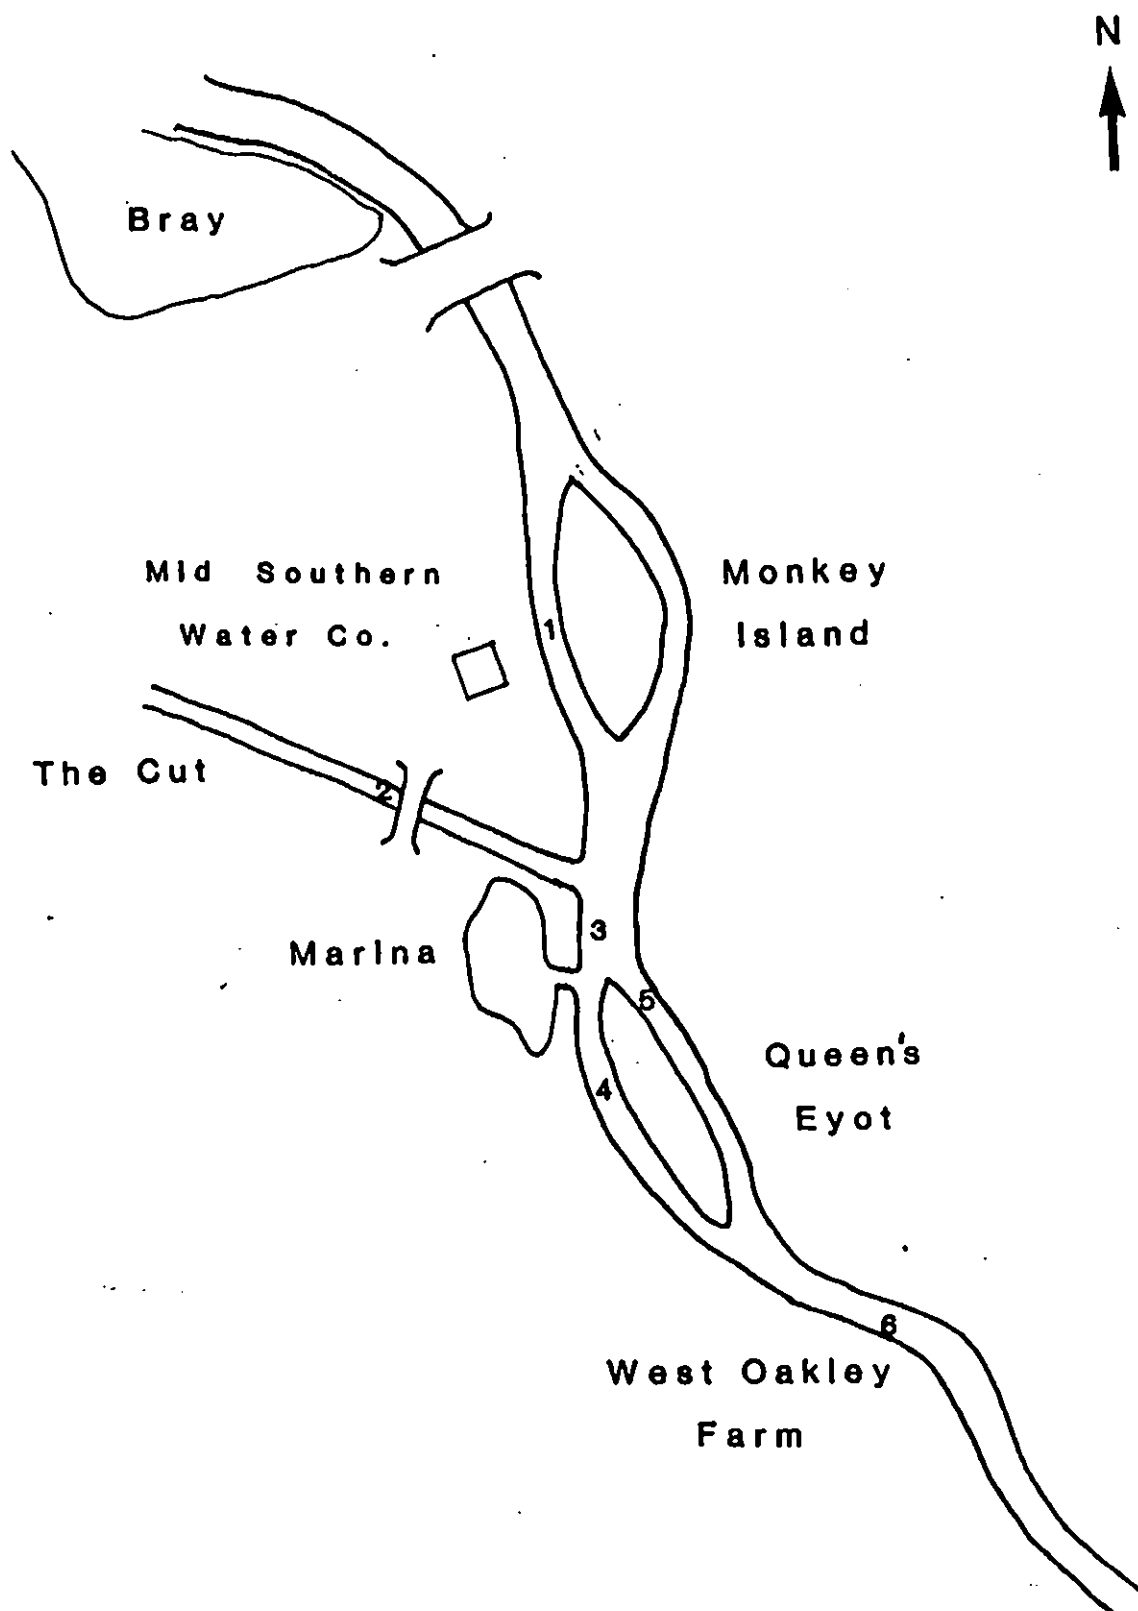 N
Bray
Mid Southern
Water Co.
Monkey
Island
1
The Cut
2
3
Marina
5
Queen's
Eyot
4
6
West Oakley
Farm